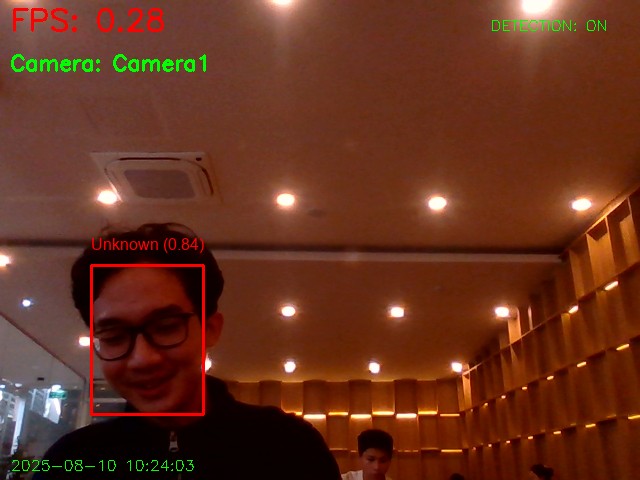 FPS: 0.28
DETECTION: ON
Camera: Camera1
Unknown (0.84)
2025-08-10 10:24:03